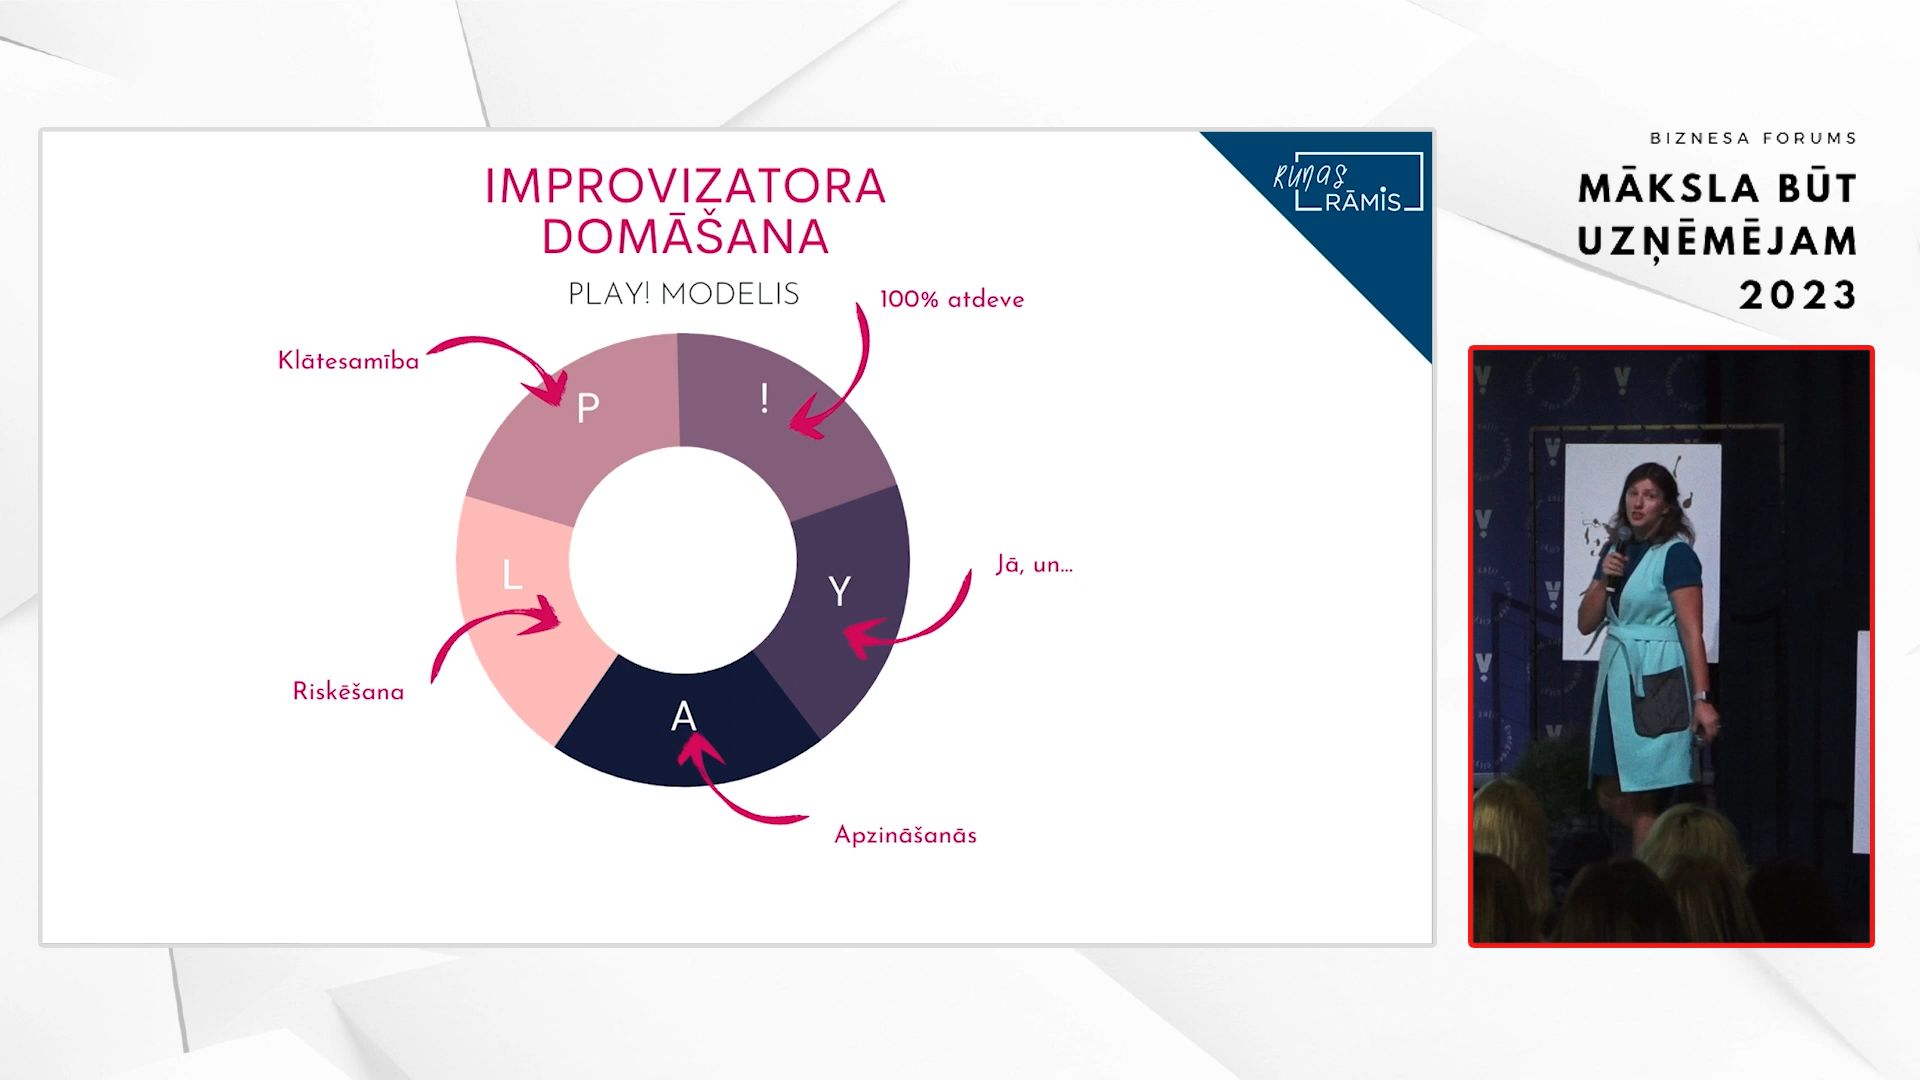 IMPROVIZATORA
DOMĀŠANA
PLAY! MODELIS
100% atdeve
Klātesamība
P
!
L
Y
Jā, un...
Riskēšana
A
Apzināšanās
RUNAS
RĀMiS
BIZNESA FORUMS
MĀKSLA BŪT
UZŅĒMĒJAM
2023